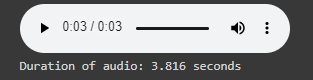 0:03 / 0:03
Duration of audio: 3.816 seconds